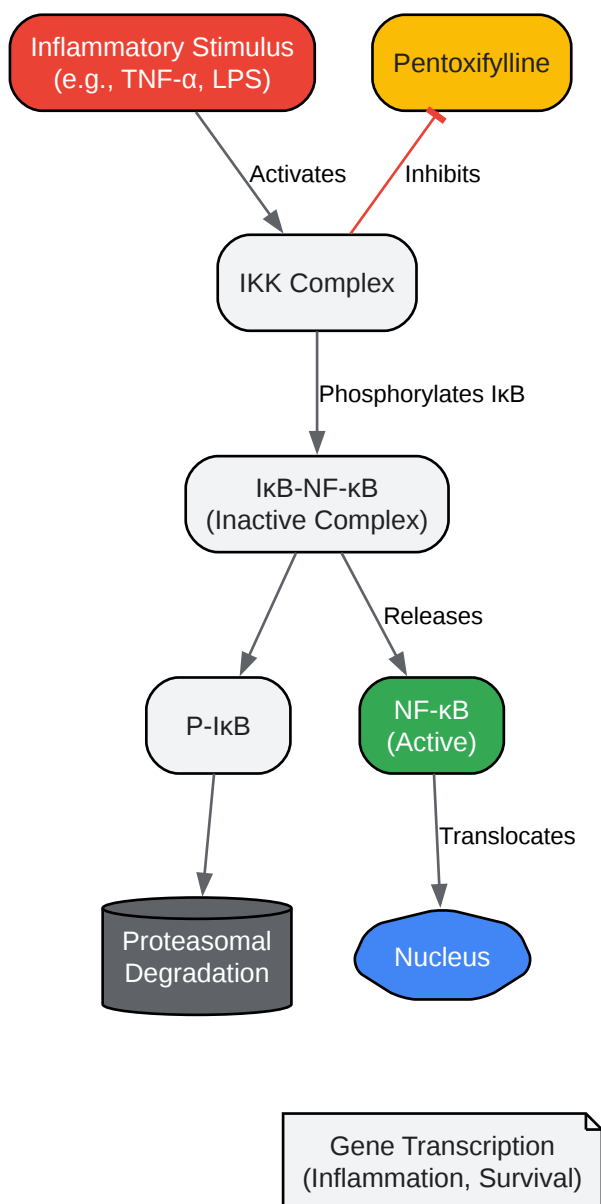 Inflammatory Stimulus
(e.g., TNF-α, LPS)
Pentoxifylline
Activates
Inhibits
IKK Complex
Phosphorylates IκB
IκB-NF-κB
(Inactive Complex)
Releases
P-IκB
NF-κB
(Active)
Translocates
Proteasomal
Degradation
Nucleus
Gene Transcription
(Inflammation, Survival)